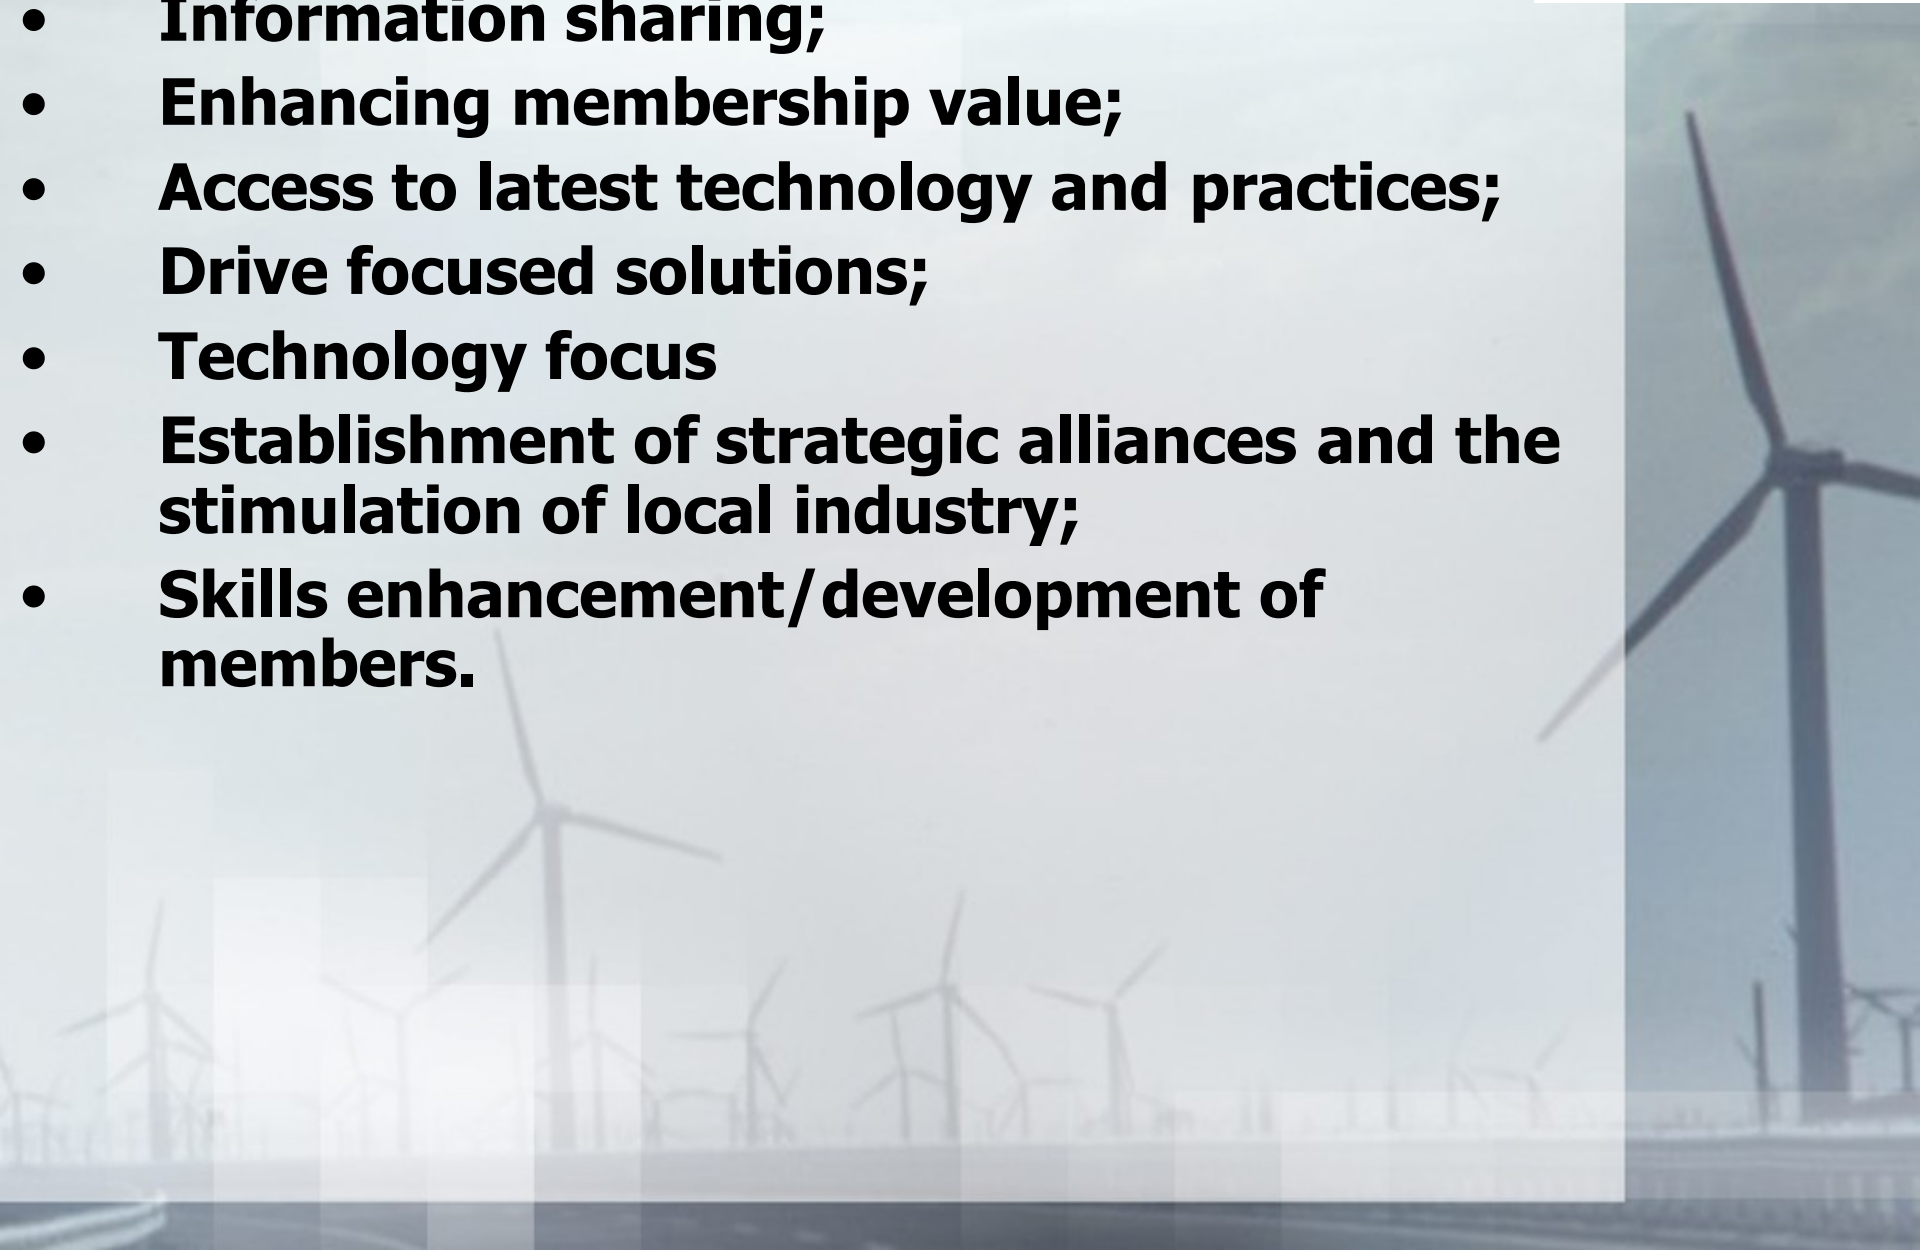 • Information sharing;
• Enhancing membership value;
• Access to latest technology and practices;
• Drive focused solutions;
• Technology focus
• Establishment of strategic alliances and the
stimulation of local industry;
• Skills enhancement/development of
members.